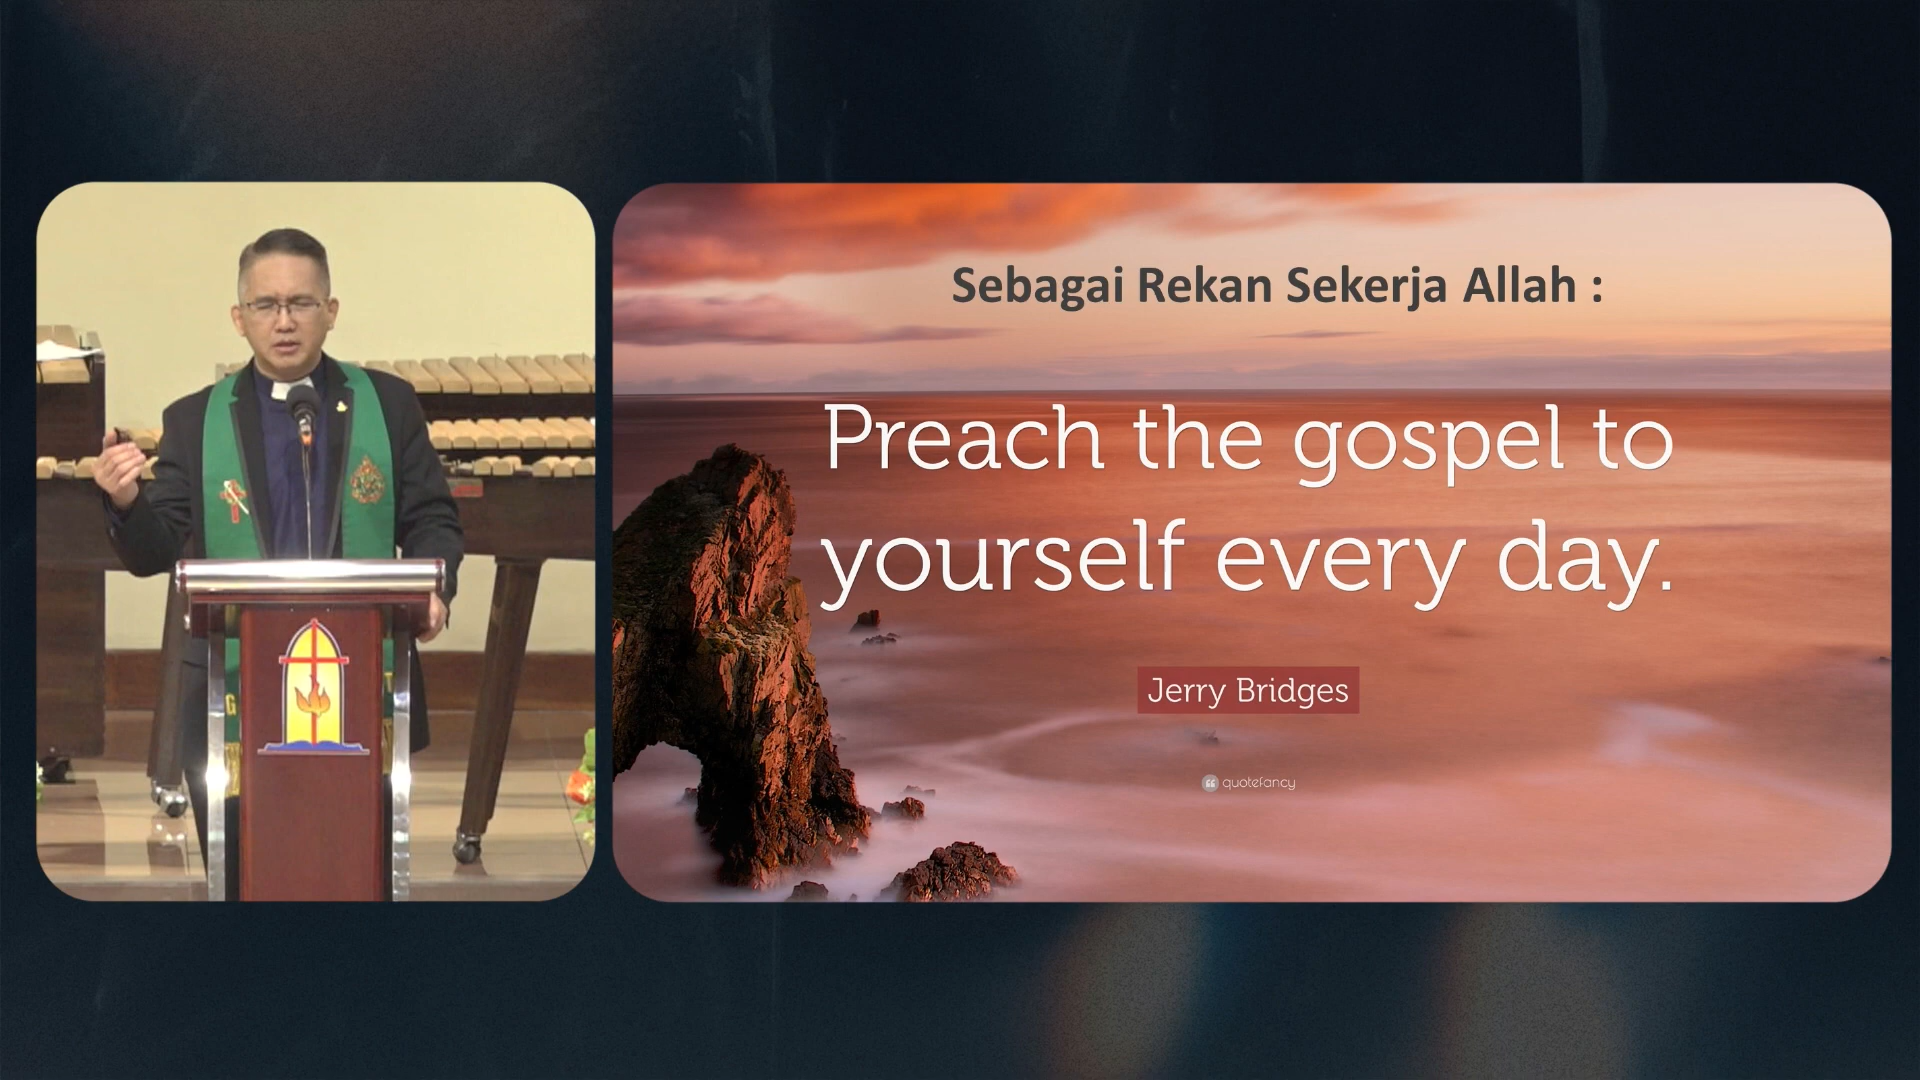 Sebagai Rekan Sekerja Allah :
Preach the gospel to
yourself every day.
Jerry Bridges
quotefancy